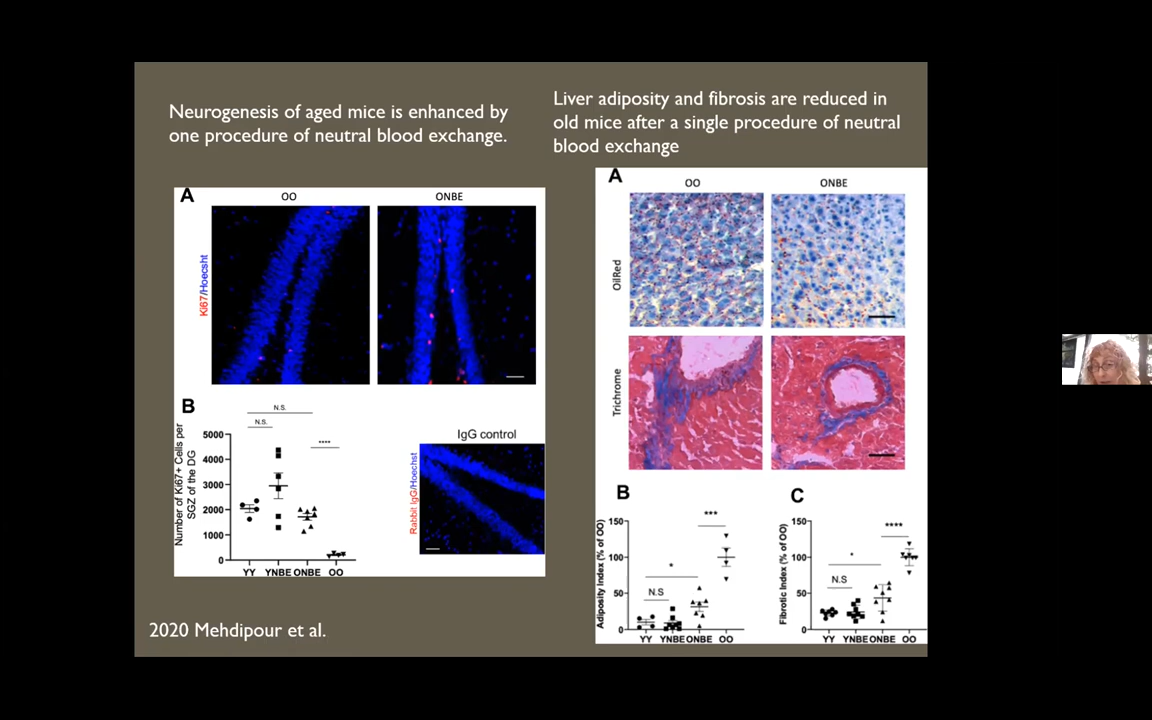 Neurogenesis of aged mice is enhanced by
one procedure of neutral blood exchange.
A
OO
ONBE
Ki67/Hoecsht
B
N.S.
N.S.
****
Number of Ki67+ Cells per
SGZ of the DG
5000
4000
3000
2000
1000
0
YY YNBE ONBE OO
IgG control
Rabbit IgG/Hoechst
2020 Mehdipour et al.
Liver adiposity and fibrosis are reduced in
old mice after a single procedure of neutral
blood exchange
A
OO
ONBE
OilRed
Trichrome
B
***
*
N.S
Adiposity Index (% of OO)
150
100
50
0
YY YNBE ONBE OO
C
****
*
N.S
Fibrotic Index (% of OO)
150
100
50
0
YY YNBE ONBE OO